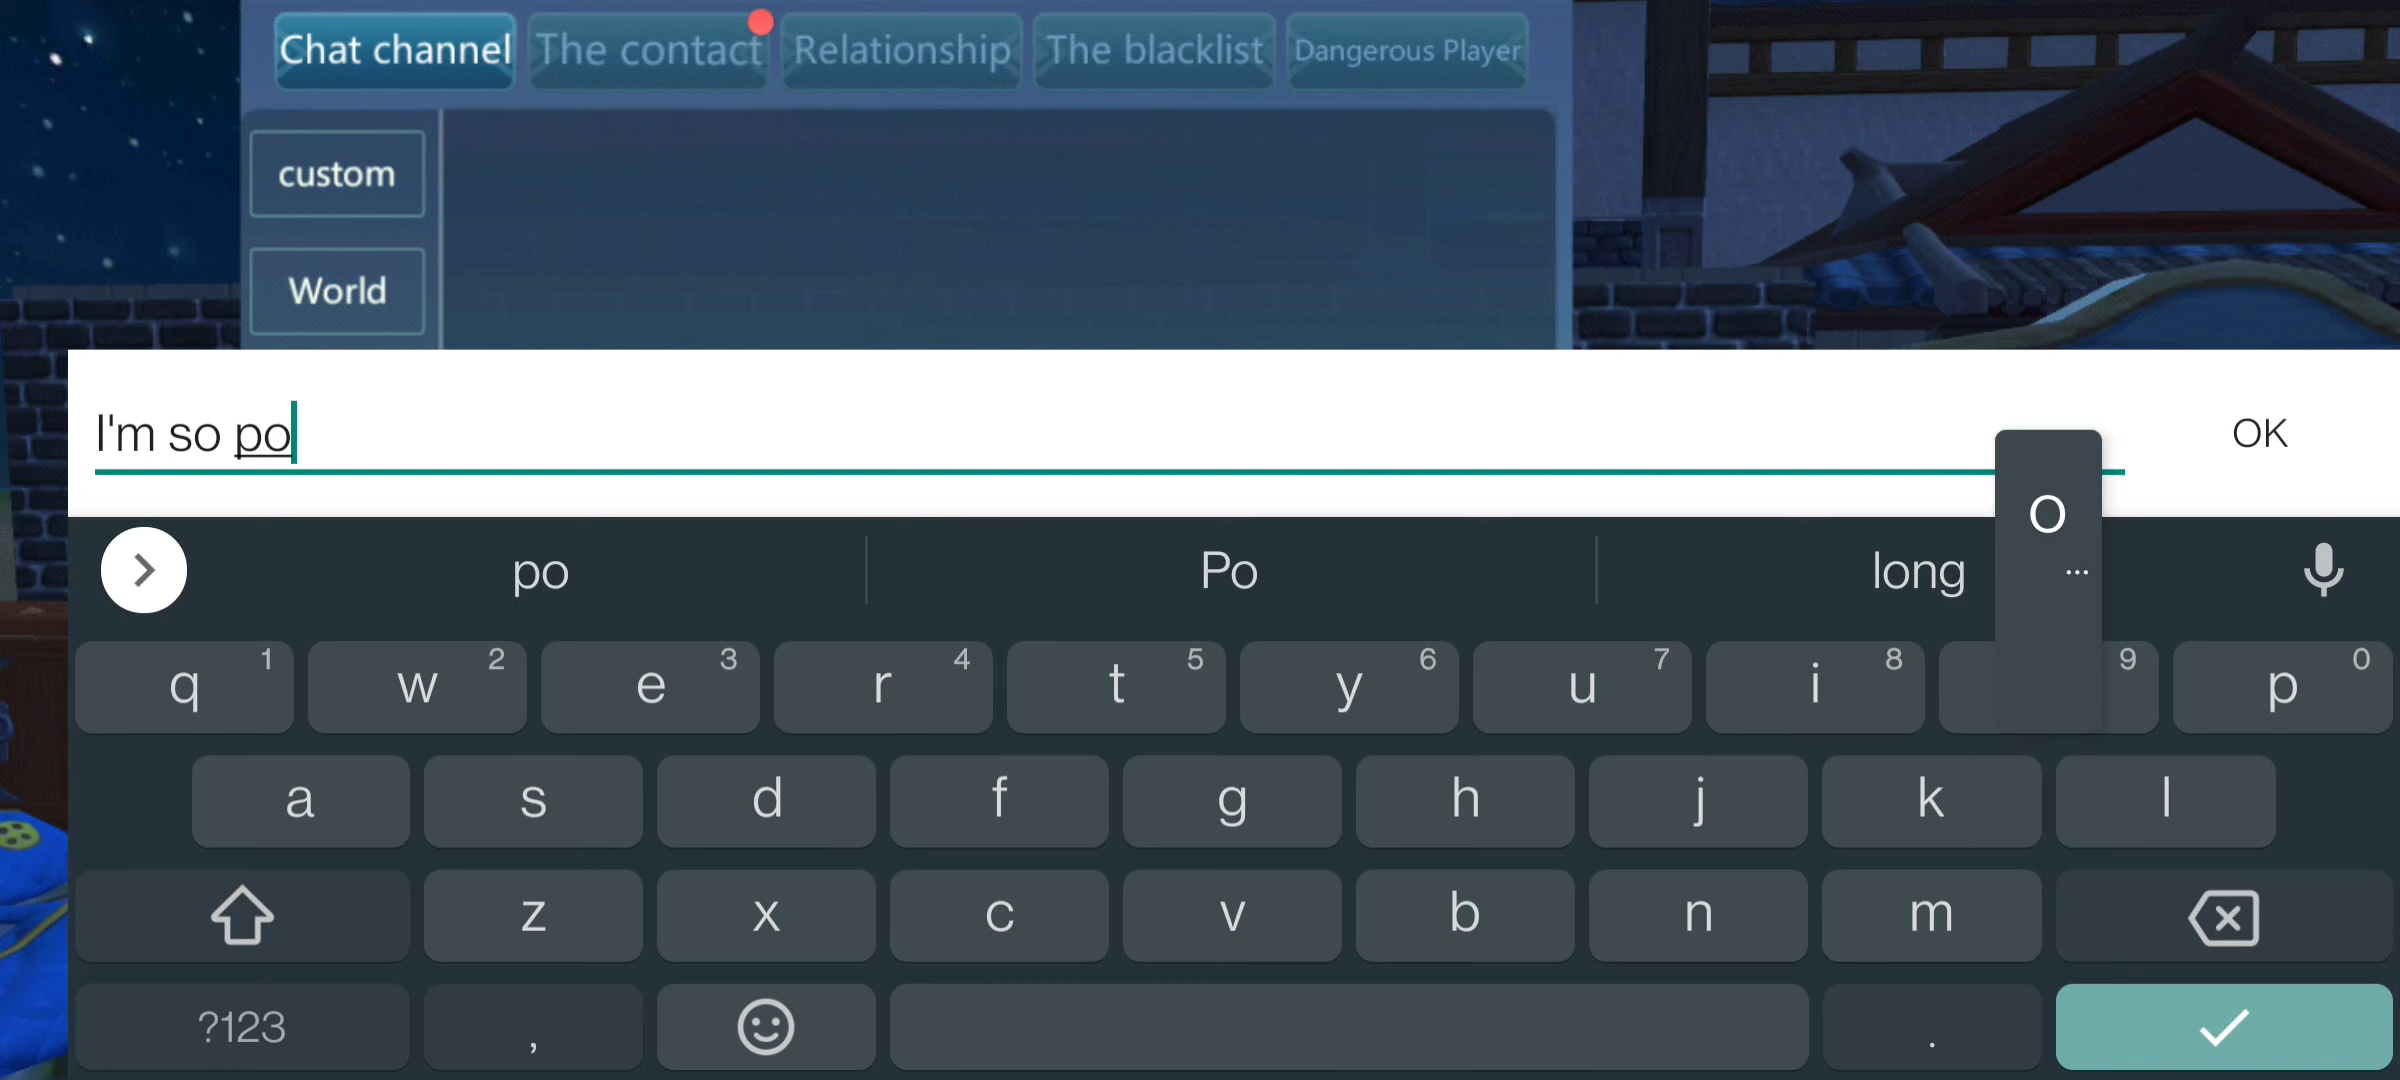 Chat channel The contact Relationship The blacklist Dangerous Player
custom
World
I'm so po
OK
o
...
po Po long
q 1 w 2 e 3 r 4 t 5 y 6 u 7 i 8 9 p 0
a s d f g h j k l
z x c v b n m
?123 , .